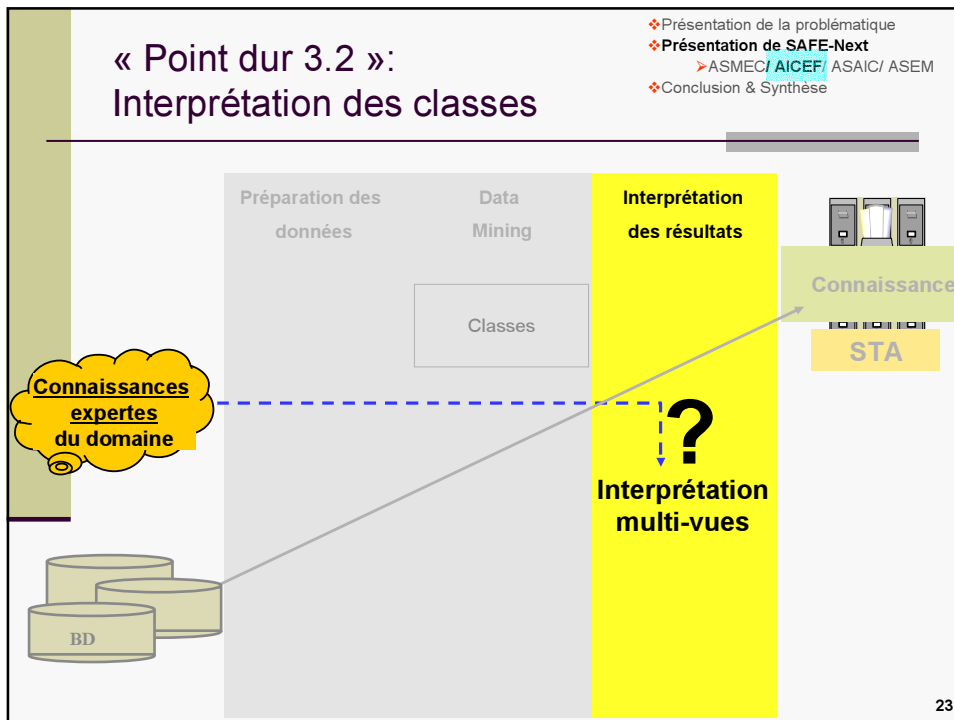 « Point dur 3.2 »:
Interprétation des classes
❖Présentation de la problématique
❖Présentation de SAFE-Next
➢ASMEC/ AICEF/ ASAIC/ ASEM
❖Conclusion & Synthèse
Préparation des
données
Data
Mining
Interprétation
des résultats
Connaissance
Classes
STA
Connaissances
expertes
du domaine
?
Interprétation
multi-vues
BD
23